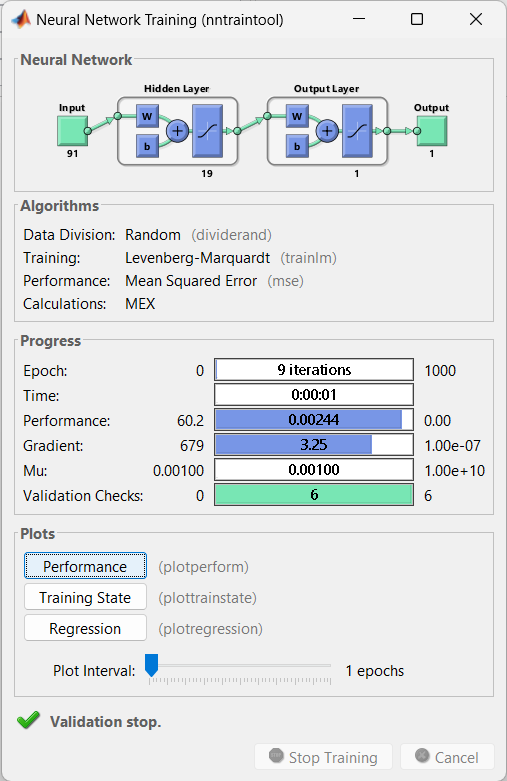 Neural Network Training (nntraintool)
Neural Network
Hidden Layer
Output Layer
Input
W
b
+
W
b
+
Output
91
19
1
1
Algorithms
Data Division: Random (dividerand)
Training: Levenberg-Marquardt (trainlm)
Performance: Mean Squared Error (mse)
Calculations: MEX
Progress
Epoch: 0 9 iterations 1000
Time: 0:00:01
Performance: 60.2 0.00244 0.00
Gradient: 679 3.25 1.00e-07
Mu: 0.00100 0.00100 1.00e+10
Validation Checks: 0 6 6
Plots
Performance (plotperform)
Training State (plottrainstate)
Regression (plotregression)
Plot Interval: 1 epochs
Validation stop.
Stop Training Cancel